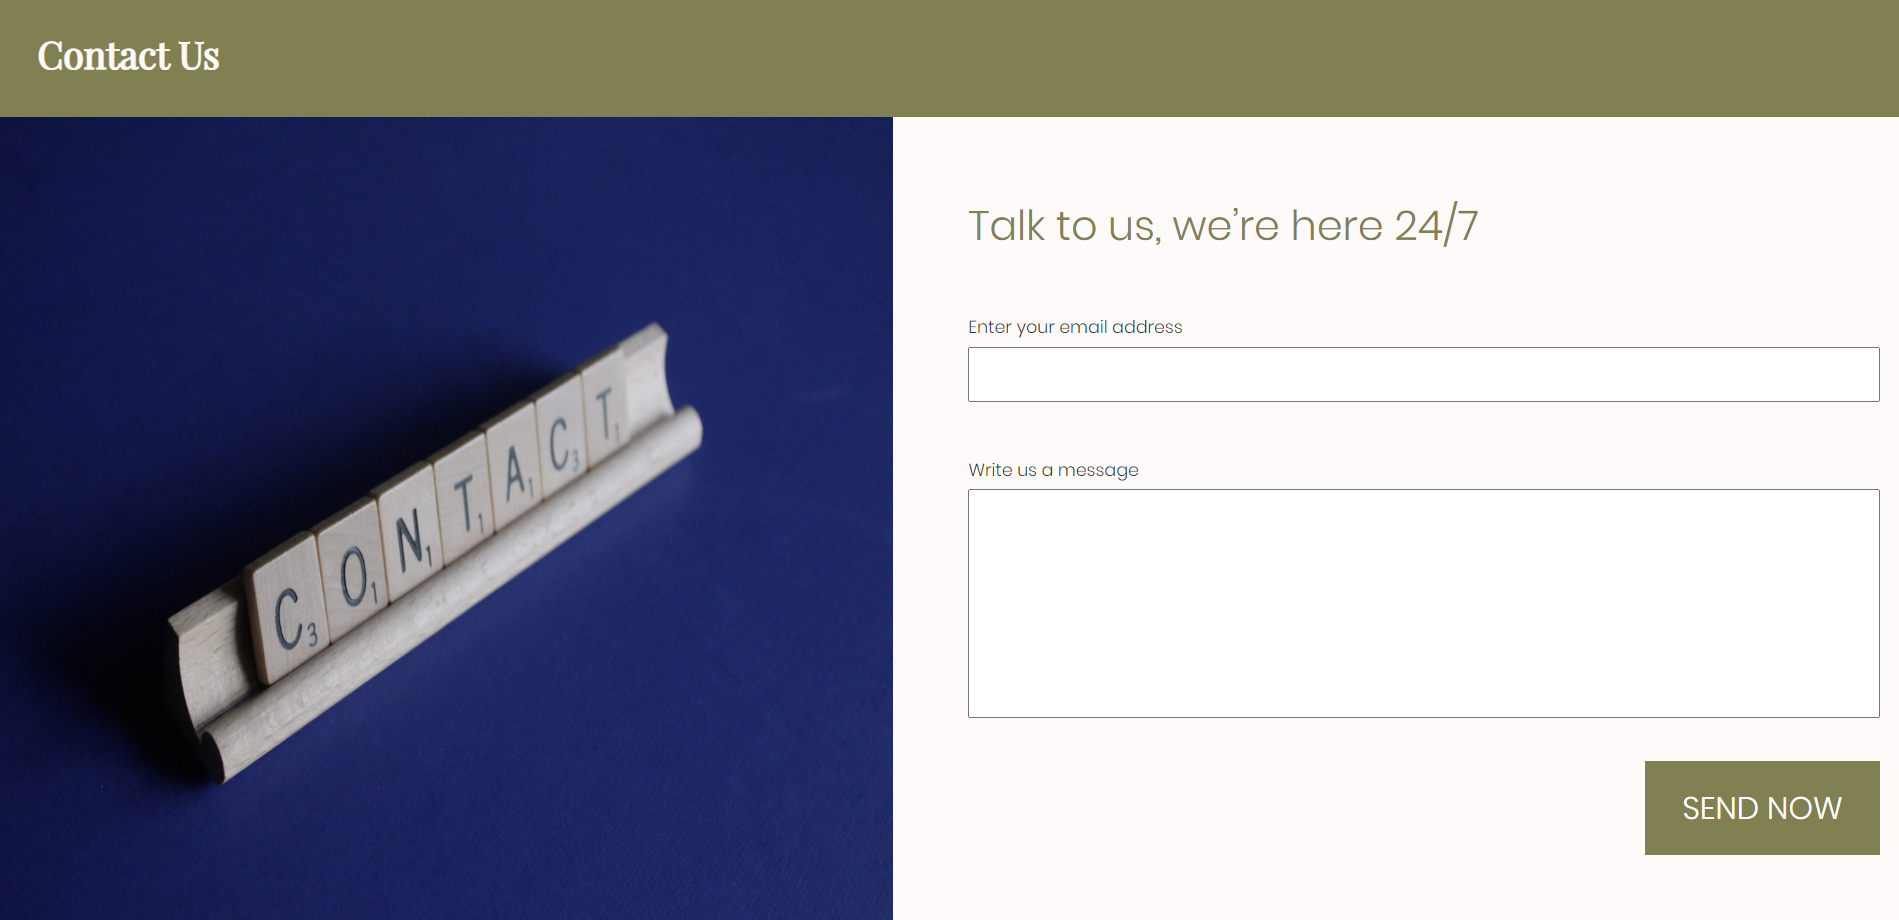 Contact Us
C3 O1 N1 T1 A1 C3 T1
Talk to us, we’re here 24/7
Enter your email address
Write us a message
SEND NOW